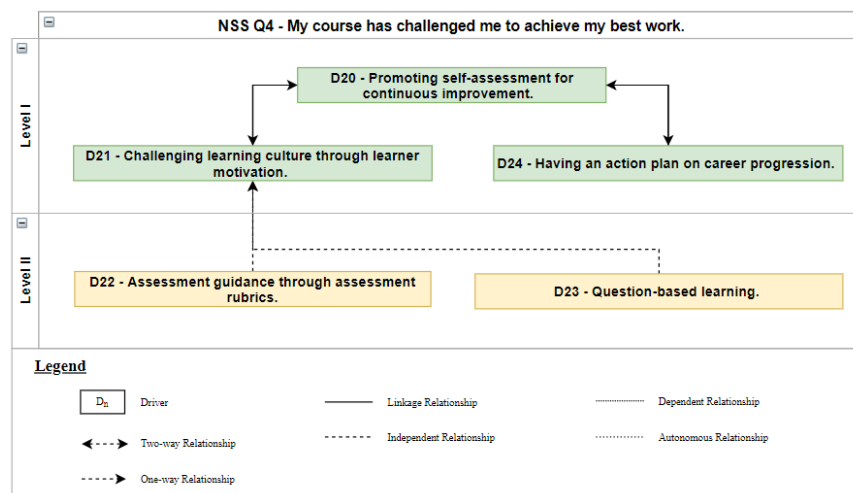 NSS Q4 - My course has challenged me to achieve my best work.
Level I
D20 - Promoting self-assessment for
continuous improvement.
D21 - Challenging learning culture through learner
motivation.
D24 - Having an action plan on career progression.
Level II
D22 - Assessment guidance through assessment
rubrics.
D23 - Question-based learning.
Legend
Dn
Driver
Linkage Relationship
Dependent Relationship
Two-way Relationship
Independent Relationship
Autonomous Relationship
One-way Relationship